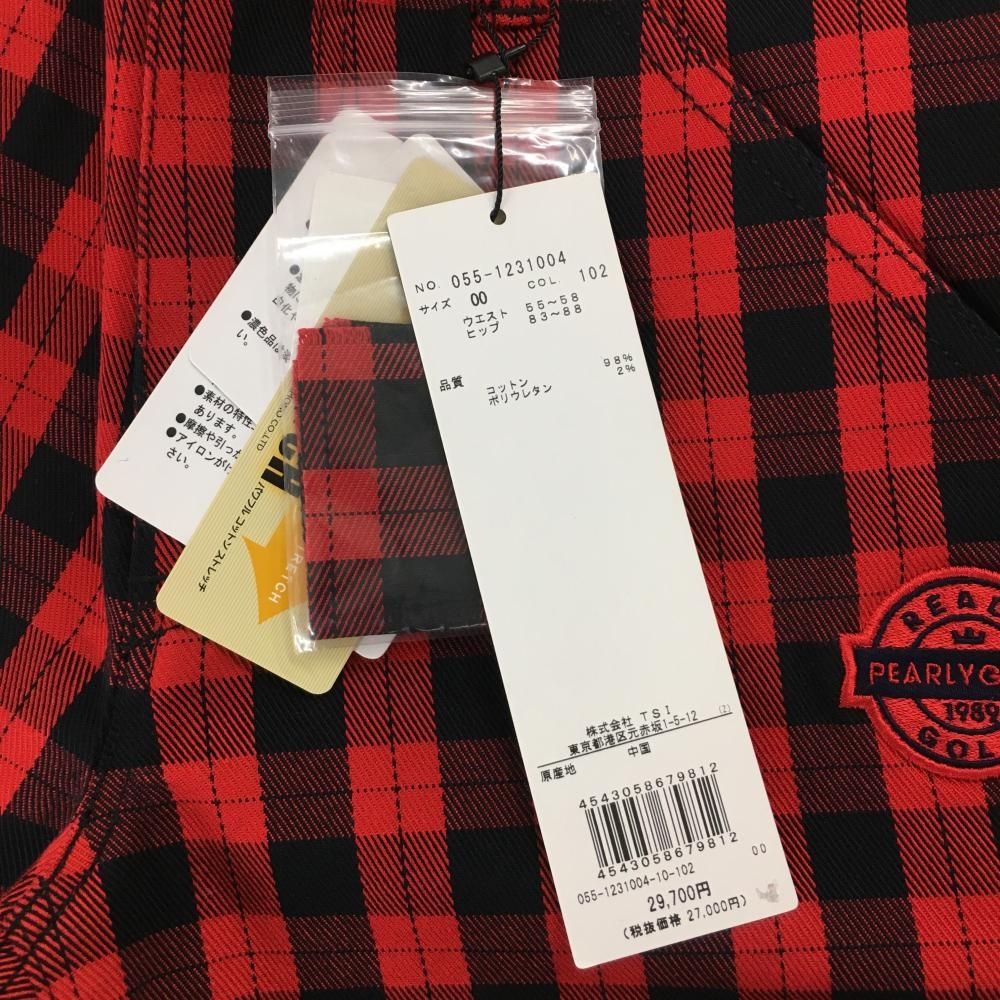 NO. 055-1231004
サイズ 00 COL. 102
ウエスト 55~58
ヒップ 83~88
品質 コットン 98%
ポリウレタン 2%
株式会社 TSI
東京都港区元赤坂1-5-12 (Z)
原産地 中国
4543058679812
4543058679812
055-1231004-10-102 00
29,700円
(税抜価格 27,000円)
●濃色品は
い。
●素材の特性
あります。
●摩擦や引っ
●アイロンが
さい。
CO.,LTD
パワフルコットンストレッチ
PEARLYG
1989